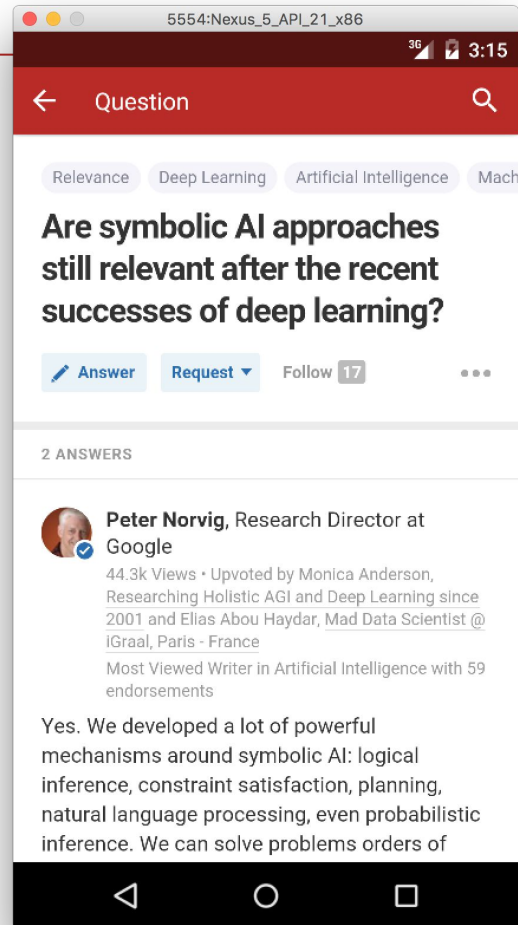 5554:Nexus_5_API_21_x86
3G 3:15
Question
Relevance Deep Learning Artificial Intelligence Mach
Are symbolic AI approaches
still relevant after the recent
successes of deep learning?
Answer Request Follow 17
2 ANSWERS
Peter Norvig, Research Director at
Google
44.3k Views • Upvoted by Monica Anderson,
Researching Holistic AGI and Deep Learning since
2001 and Elias Abou Haydar, Mad Data Scientist @
iGraal, Paris - France
Most Viewed Writer in Artificial Intelligence with 59
endorsements
Yes. We developed a lot of powerful
mechanisms around symbolic AI: logical
inference, constraint satisfaction, planning,
natural language processing, even probabilistic
inference. We can solve problems orders of